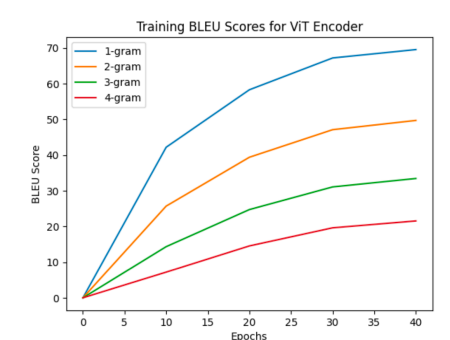 Training BLEU Scores for ViT Encoder
70
60
50
40
30
20
10
0
BLEU Score
1-gram
2-gram
3-gram
4-gram
0 5 10 15 20 25 30 35 40
Epochs